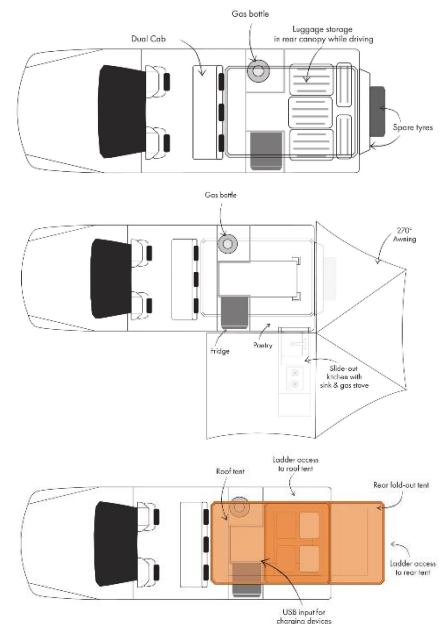 Gas bottle
Dual Cab
Luggage storage
in rear canopy while driving
Spare tyres
Gas bottle
270°
Awning
Fridge
Pantry
Slide-out
kitchen with
sink & gas stove
Ladder access
to roof tent
Roof tent
Rear fold-out tent
Ladder access
to rear tent
USB input for
charging devices